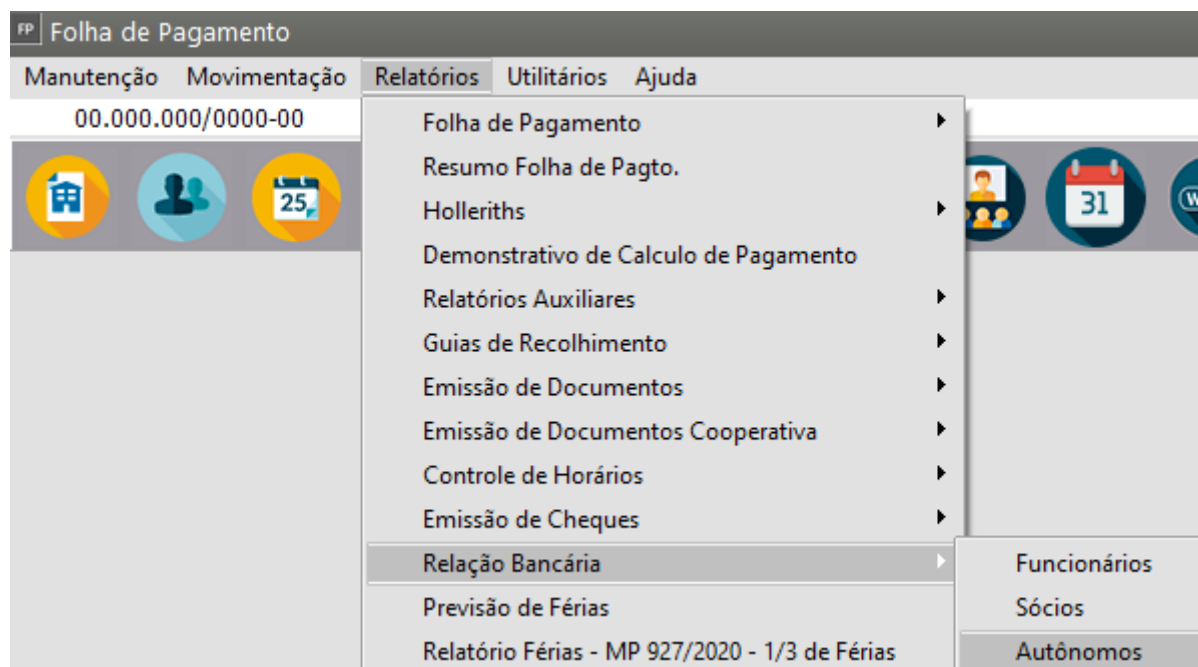 FP Folha de Pagamento
Manutenção Movimentação Relatórios Utilitários Ajuda
00.000.000/0000-00
Folha de Pagamento
Resumo Folha de Pagto.
Holleriths
Demonstrativo de Calculo de Pagamento
Relatórios Auxiliares
Guias de Recolhimento
Emissão de Documentos
Emissão de Documentos Cooperativa
Controle de Horários
Emissão de Cheques
Relação Bancária
Previsão de Férias
Relatório Férias - MP 927/2020 - 1/3 de Férias
Funcionários
Sócios
Autônomos
25
31
W